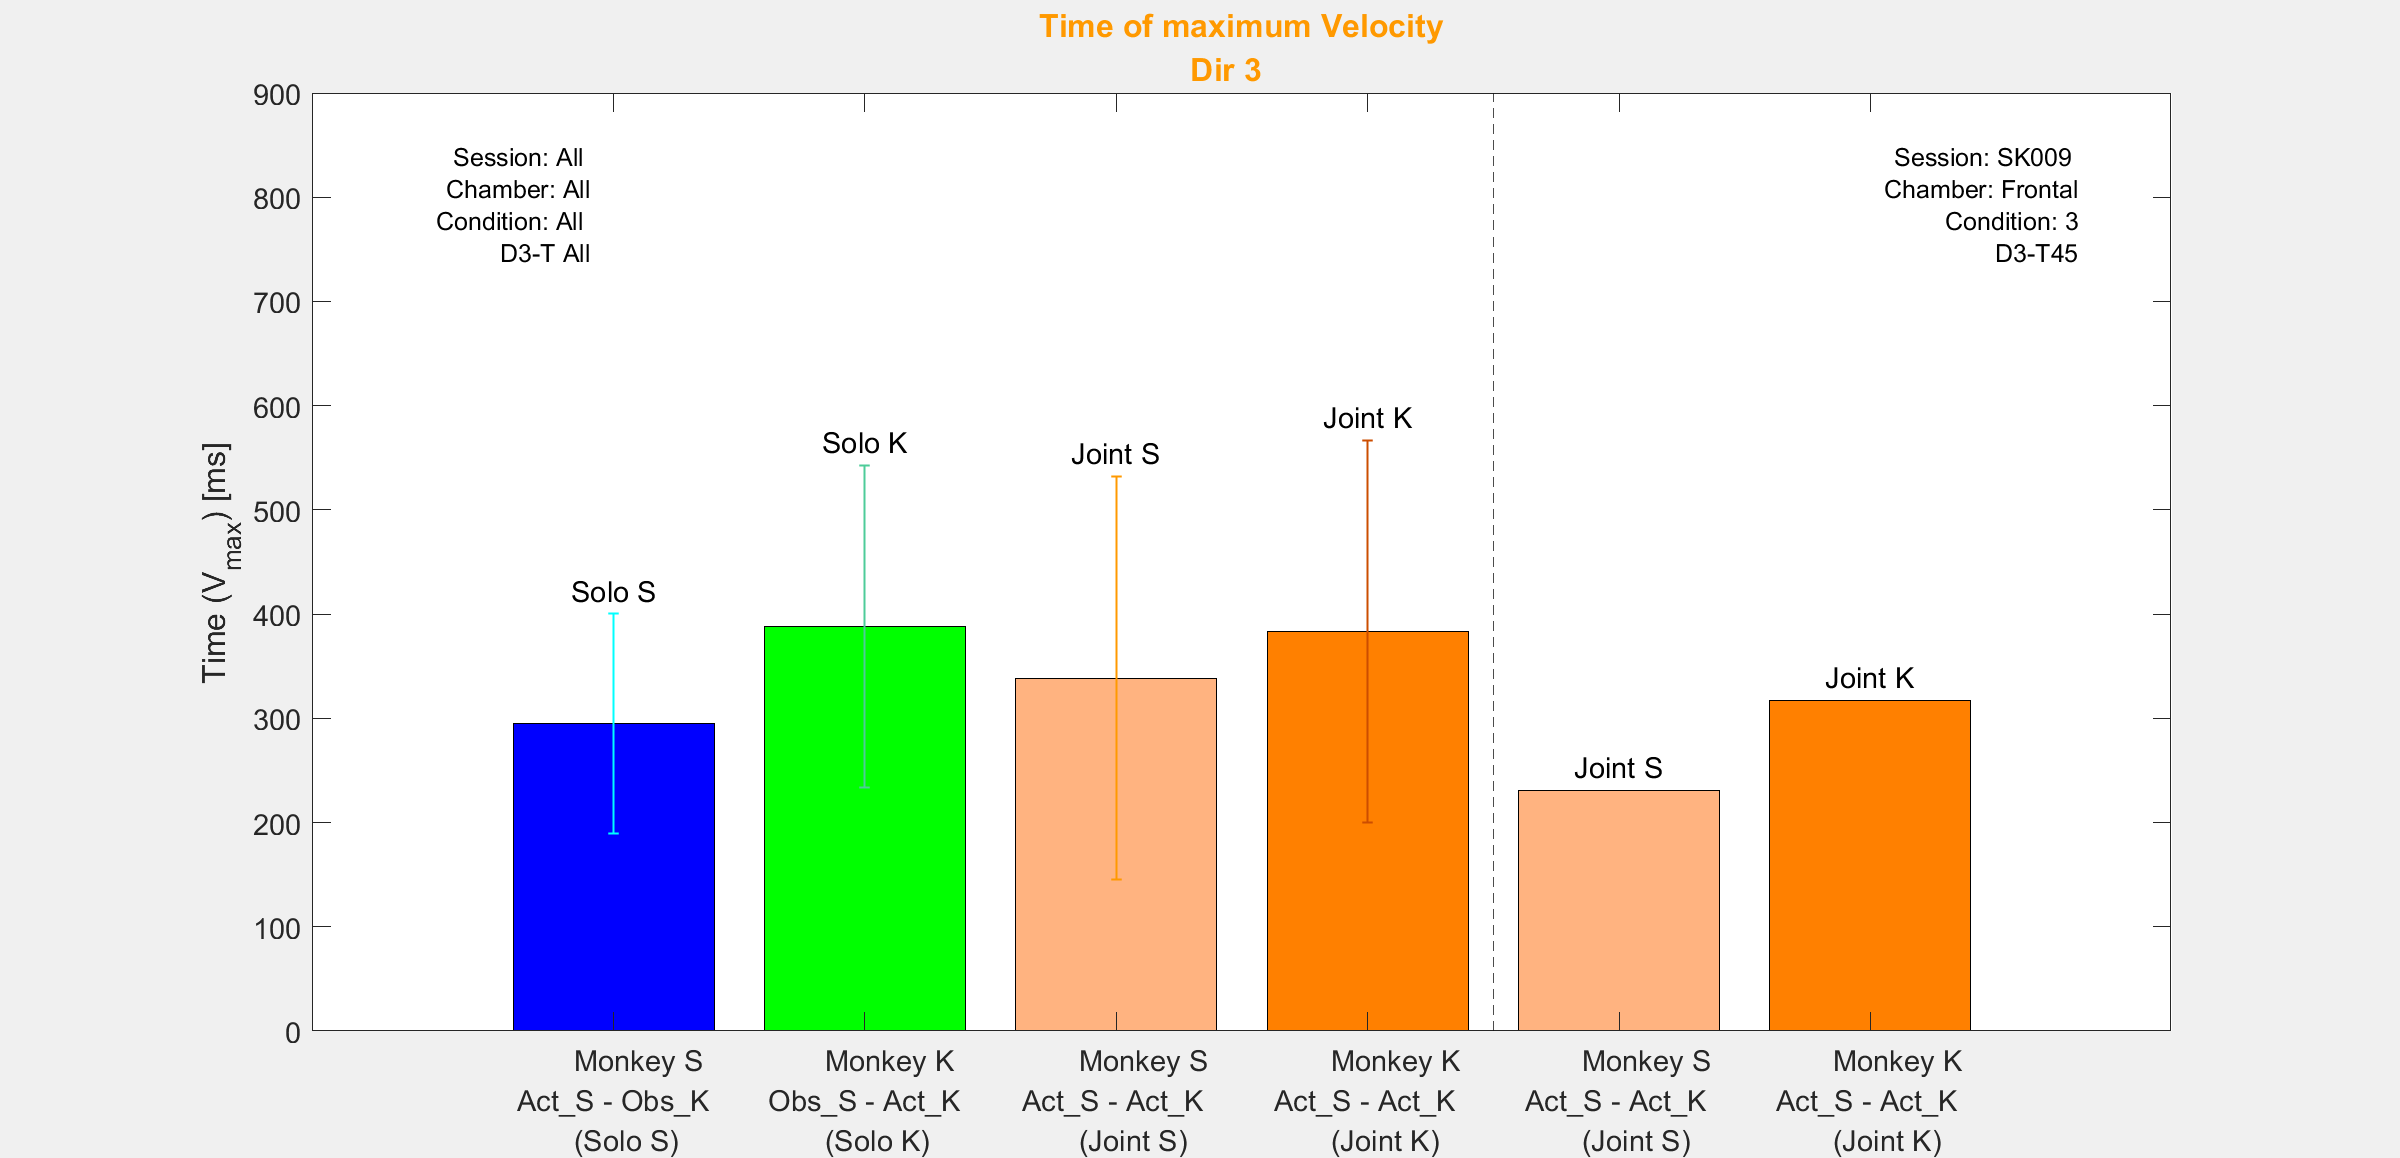 Time of maximum Velocity
Dir 3
900
800
700
600
500
400
300
200
100
0
Time (Vmax) [ms]
Session: All
Chamber: All
Condition: All
D3-T All
Session: SK009
Chamber: Frontal
Condition: 3
D3-T45
Solo S
Solo K
Joint S
Joint K
Joint S
Joint K
Monkey S
Act_S - Obs_K
(Solo S)
Monkey K
Obs_S - Act_K
(Solo K)
Monkey S
Act_S - Act_K
(Joint S)
Monkey K
Act_S - Act_K
(Joint K)
Monkey S
Act_S - Act_K
(Joint S)
Monkey K
Act_S - Act_K
(Joint K)